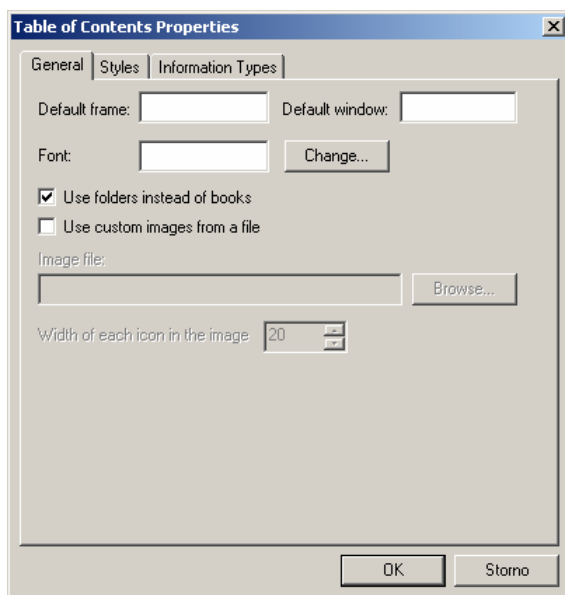 Table of Contents Properties
General Styles Information Types
Default frame: Default window:
Font: Change...
Use folders instead of books
Use custom images from a file
Image file:
Browse...
Width of each icon in the image 20
OK Storno